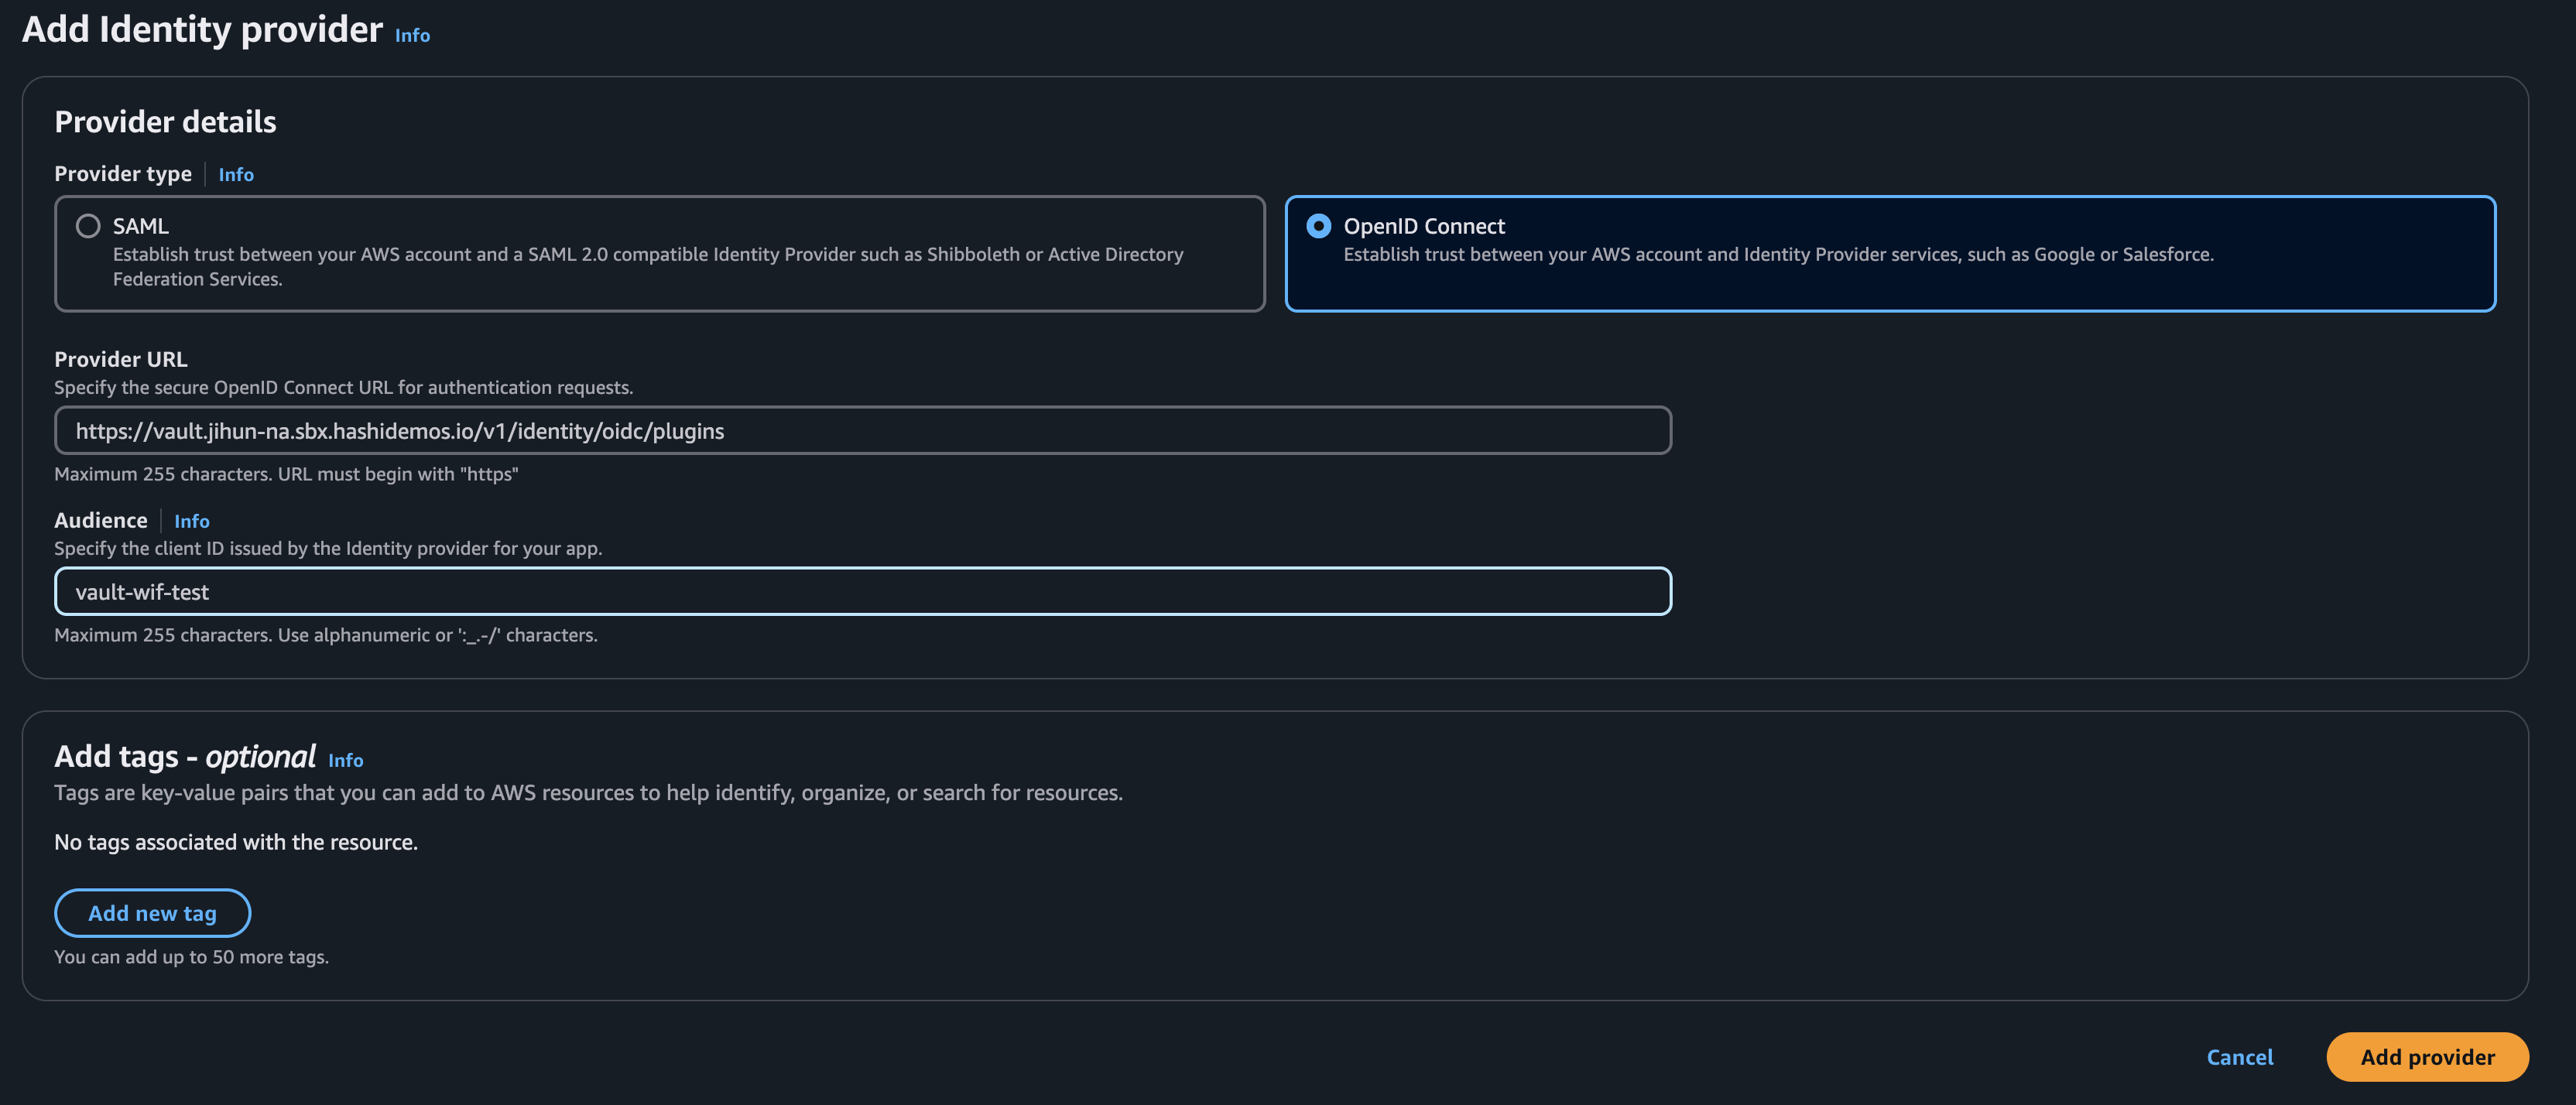 Add Identity provider Info
Provider details
Provider type Info
SAML
Establish trust between your AWS account and a SAML 2.0 compatible Identity Provider such as Shibboleth or Active Directory
Federation Services.
OpenID Connect
Establish trust between your AWS account and Identity Provider services, such as Google or Salesforce.
Provider URL
Specify the secure OpenID Connect URL for authentication requests.
https://vault.jihun-na.sbx.hashidemos.io/v1/identity/oidc/plugins
Maximum 255 characters. URL must begin with "https"
Audience Info
Specify the client ID issued by the Identity provider for your app.
vault-wif-test
Maximum 255 characters. Use alphanumeric or ':_.-/' characters.
Add tags - optional Info
Tags are key-value pairs that you can add to AWS resources to help identify, organize, or search for resources.
No tags associated with the resource.
Add new tag
You can add up to 50 more tags.
Cancel Add provider